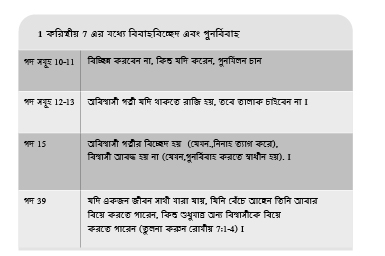 1 করিন্থীয় 7 এর মধ্যে বিবাহবিচ্ছেদ এবং পুনর্বিবাহ
পদ সমূহ 10-11 বিচ্ছিন্ন করবেন না, কিন্তু যদি করেন, পুনর্মিলন চান
পদ সমূহ 12-13 অবিশ্বাসী পত্নী যদি থাকতে রাজি হয়, তবে তালাক চাইবেন না I
পদ 15 অবিশ্বাসী পত্নীর বিচ্ছেদ হয় (যেমন,,নিনাহ ত্যাগ করে),
বিশ্বাসী আবদ্ধ হয় না (যেমন,পুনর্বিবাহ করতে স্বাধীন হয়). I
পদ 39 যদি একজন জীবন সাথী মারা যায়, যিনি বেঁচে আছেন তিনি আবার
বিয়ে করতে পারেন, কিন্তু শুধুমাত্র অন্য বিশ্বাসীকে বিয়ে
করতে পারেন (তুলনা করুন রোমীয় 7:1-4) I